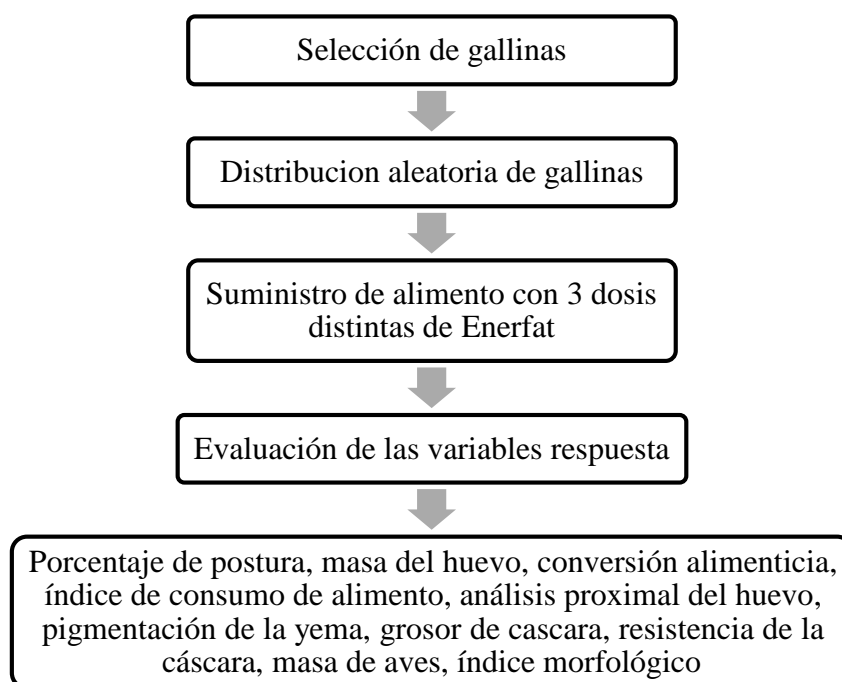 Selección de gallinas
Distribucion aleatoria de gallinas
Suministro de alimento con 3 dosis
distintas de Enerfat
Evaluación de las variables respuesta
Porcentaje de postura, masa del huevo, conversión alimenticia,
índice de consumo de alimento, análisis proximal del huevo,
pigmentación de la yema, grosor de cascara, resistencia de la
cáscara, masa de aves, índice morfológico